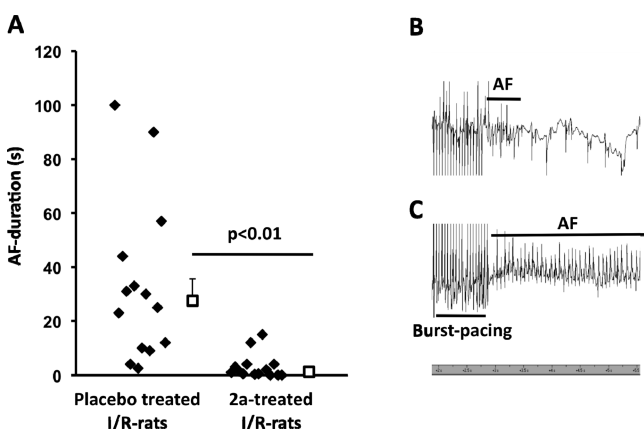 A
AF-duration (s)
120
100
80
60
40
20
0
p<0.01
Placebo treated
I/R-rats
2a-treated
I/R-rats
B
AF
C
AF
Burst-pacing